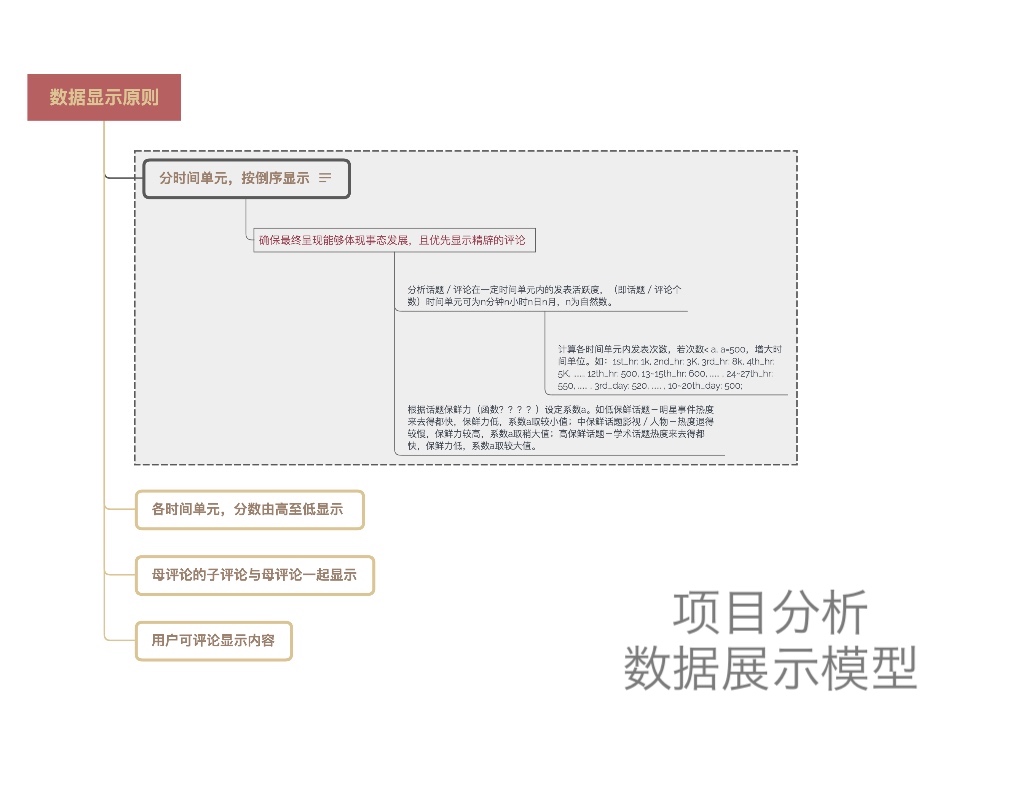 数据显示原则
分时间单元，按倒序显示
确保最终呈现能够体现事态发展，且优先显示精辟的评论
分析话题／评论在一定时间单元内的发表活跃度，（即话题／评论个
数）时间单元可为n分钟n小时n日n月，n为自然数。
计算各时间单元内发表次数，若次数< a, a=500，增大时
间单位。如：1st_hr: 1k, 2nd_hr: 3K, 3rd_hr: 8k, 4th_hr:
5K, ...... 12th_hr: 500, 13-15th_hr: 600, ...... , 24-27th_hr:
550, ...... , 3rd_day: 520, ...... , 10-20th_day: 500;
根据话题保鲜力（函数？？？？）设定系数a。如低保鲜话题－明星事件热度
来去得都快，保鲜力低，系数a取较小值；中保鲜话题影视／人物－热度退得
较慢，保鲜力较高，系数a取稍大值；高保鲜话题－学术话题热度来去得都
快，保鲜力低，系数a取较大值。
各时间单元，分数由高至低显示
母评论的子评论与母评论一起显示
用户可评论显示内容
项目分析
数据展示模型